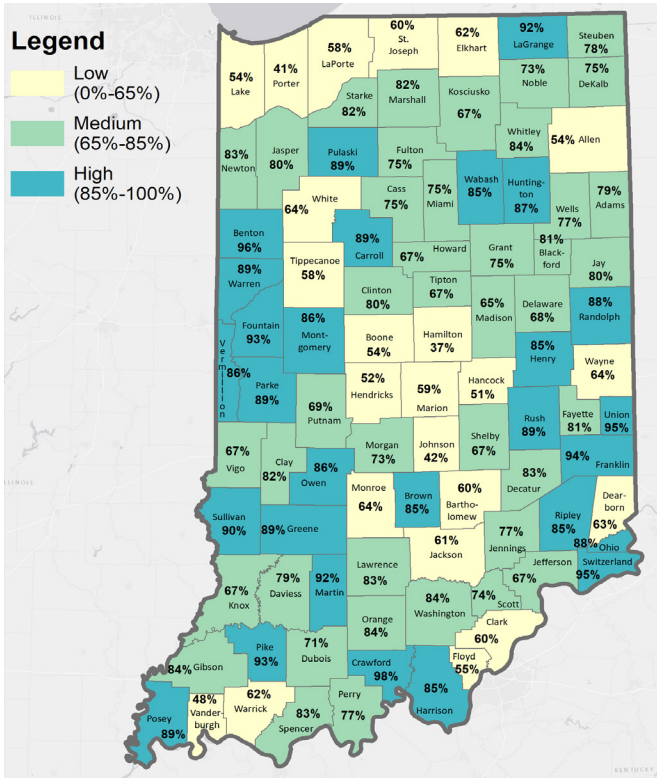 ILLINOIS
Legend
Low
(0%-65%)
Medium
(65%-85%)
High
(85%-100%)
54%
Lake
41%
Porter
58%
LaPorte
60%
St.
Joseph
62%
Elkhart
92%
LaGrange
Steuben
78%
73%
Noble
75%
DeKalb
Starke
82%
82%
Marshall
Kosciusko
67%
Whitley
84%
54%
Allen
83%
Newton
Jasper
80%
Pulaski
89%
Fulton
75%
Cass
75%
75%
Miami
Wabash
85%
Hunting-
ton
87%
Wells
77%
79%
Adams
White
64%
Benton
96%
89%
Carroll
67%
Howard
Grant
75%
81%
Black-
ford
Jay
80%
89%
Warren
Tippecanoe
58%
Clinton
80%
Tipton
67%
65%
Madison
Delaware
68%
88%
Randolph
Fountain
93%
86%
Mont-
gomery
Boone
54%
Hamilton
37%
85%
Henry
Wayne
64%
Vermillion
86%
Parke
89%
69%
Putnam
52%
Hendricks
59%
Marion
Hancock
51%
Rush
89%
Fayette
81%
Union
95%
67%
Vigo
Clay
82%
86%
Owen
Morgan
73%
Johnson
42%
Shelby
67%
83%
Decatur
94%
Franklin
ILLINOIS
Sullivan
90%
89%
Greene
Monroe
64%
Brown
85%
60%
Bartho-
lomew
61%
Jackson
77%
Jennings
Ripley
85%
Dear-
born
63%
88%
Ohio
Switzerland
95%
Jefferson
67%
67%
Knox
79%
Daviess
92%
Martin
Lawrence
83%
Orange
84%
84%
Washington
74%
Scott
Clark
60%
Floyd
55%
84%
Gibson
Pike
93%
71%
Dubois
Crawford
98%
85%
Harrison
Posey
89%
48%
Vander-
burgh
62%
Warrick
83%
Spencer
Perry
77%
KENTUCKY